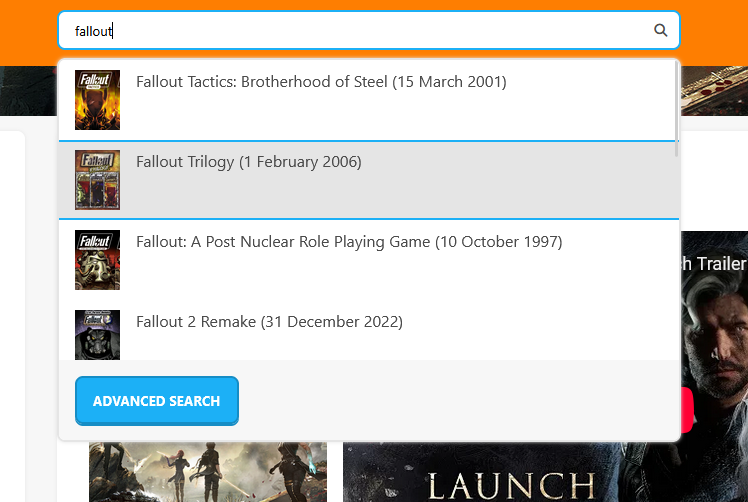 fallout
Fallout Tactics: Brotherhood of Steel (15 March 2001)
Fallout Trilogy (1 February 2006)
Fallout: A Post Nuclear Role Playing Game (10 October 1997)
Fallout 2 Remake (31 December 2022)
ch Trailer
ADVANCED SEARCH
LAUNCH